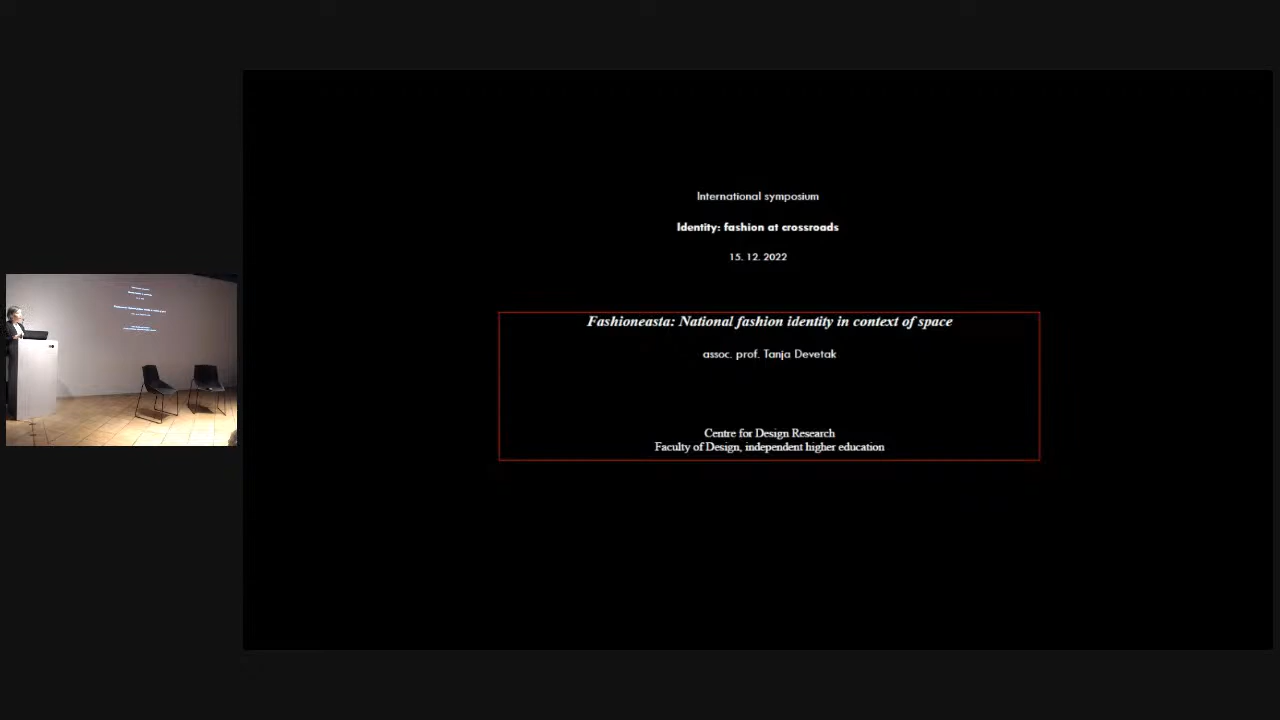 International symposium
Identity: fashion at crossroads
15. 12. 2022
Fashioneasta: National fashion identity in context of space
assoc. prof. Tanja Devetak
Centre for Design Research
Faculty of Design, independent higher education